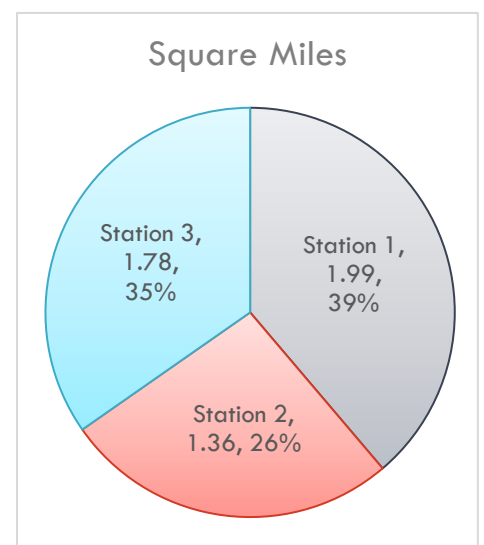 Square Miles
Station 3,
1.78,
35%
Station 1,
1.99,
39%
Station 2,
1.36, 26%